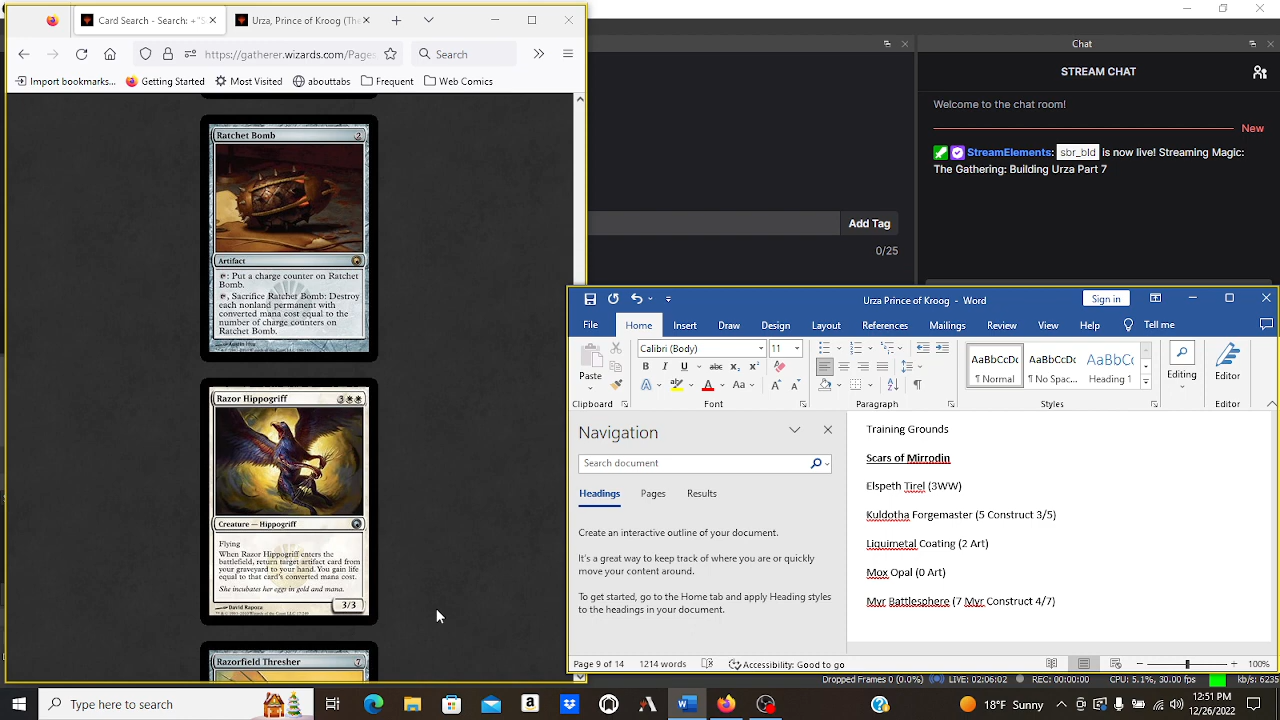 Card Search - Search: + "S
Urza, Prince of Kroog (The
https://gatherer.wizards.com/Pages
Search
Import bookmarks...
Getting Started
Most Visited
abouttabs
Frequent
Web Comics
Ratchet Bomb 2
Artifact
: Put a charge counter on Ratchet
Bomb.
, Sacrifice Ratchet Bomb: Destroy
each nonland permanent with
converted mana cost equal to the
number of charge counters on
Ratchet Bomb.
Razor Hippogriff 3
Creature — Hippogriff
Flying
When Razor Hippogriff enters the
battlefield, return target artifact card from
your graveyard to your hand. You gain life
equal to that card's converted mana cost.
She incubates her eggs in gold and mana.
David Rapoza
3/3
Razorfield Thresher 7
Chat
STREAM CHAT
Welcome to the chat room!
New
StreamElements: sbr_bld is now live! Streaming Magic:
The Gathering: Building Urza Part 7
Add Tag
0/25
Urza Prince of Kroog - Word
Sign in
File Home Insert Draw Design Layout References Mailings Review View Help Tell me
Paste
Clipboard
Calibri (Body) 11
Font
Paragraph
AaBbCcDc AaBbCcDc AaBbCc
¶ Normal ¶ No Spac... Heading 1
Styles
Editing
Editor
Editor
Navigation
Search document
Headings Pages Results
Create an interactive outline of your document.
It's a great way to keep track of where you are or quickly
move your content around.
To get started, go to the Home tab and apply Heading styles
to the headings in your document.
Training Grounds
Scars of Mirrodin
Elspeth Tirel (3WW)
Kuldotha Forgemaster (5 Construct 3/5)
Liquimetal Coating (2 Art)
Mox Opal (0 Art)
Myr Battlesphere (7 Myr Construct 4/7)
Page 9 of 14 1214 words Accessibility: Good to go 100%
Dropped Frames 0 (0.0%) LIVE: 02:06:02 REC: 00:00:00 CPU: 5.1%, 30.00 fps kb/s: 6235
Type here to search
18°F Sunny
12:51 PM
12/26/2022